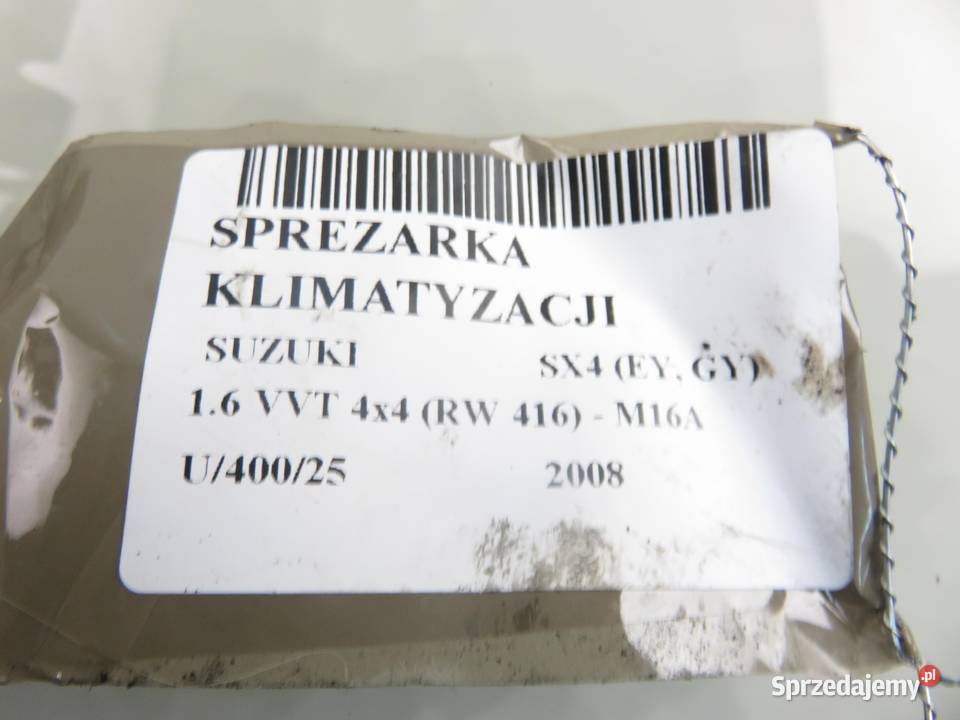 SPREZARKA
KLIMATYZACJI
SUZUKI SX4 (EY, GY)
1.6 VVT 4x4 (RW 416) - M16A
U/400/25 2008
Sprzedajemy.pl